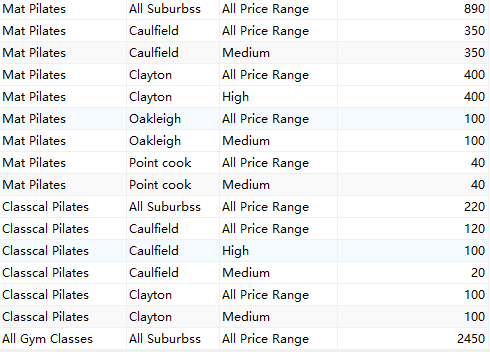 Mat Pilates All Suburbss All Price Range 890
Mat Pilates Caulfield All Price Range 350
Mat Pilates Caulfield Medium 350
Mat Pilates Clayton All Price Range 400
Mat Pilates Clayton High 400
Mat Pilates Oakleigh All Price Range 100
Mat Pilates Oakleigh Medium 100
Mat Pilates Point cook All Price Range 40
Mat Pilates Point cook Medium 40
Classcal Pilates All Suburbss All Price Range 220
Classcal Pilates Caulfield All Price Range 120
Classcal Pilates Caulfield High 100
Classcal Pilates Caulfield Medium 20
Classcal Pilates Clayton All Price Range 100
Classcal Pilates Clayton Medium 100
All Gym Classes All Suburbss All Price Range 2450